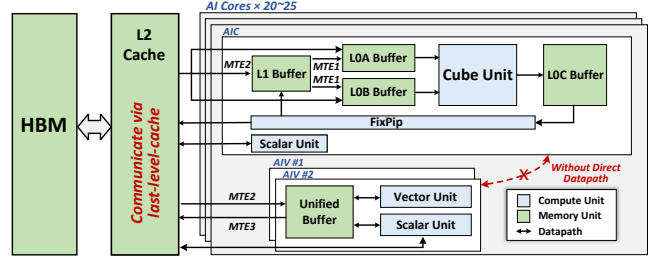 AI Cores × 20~25
L2
Cache
AIC
MTE2
L1 Buffer
MTE1
MTE1
L0A Buffer
L0B Buffer
Cube Unit
L0C Buffer
HBM
Communicate via
last-level-cache
FixPip
Scalar Unit
AIV #1
AIV #2
Without Direct
Datapath
MTE2
MTE3
Unified
Buffer
Vector Unit
Scalar Unit
Compute Unit
Memory Unit
Datapath